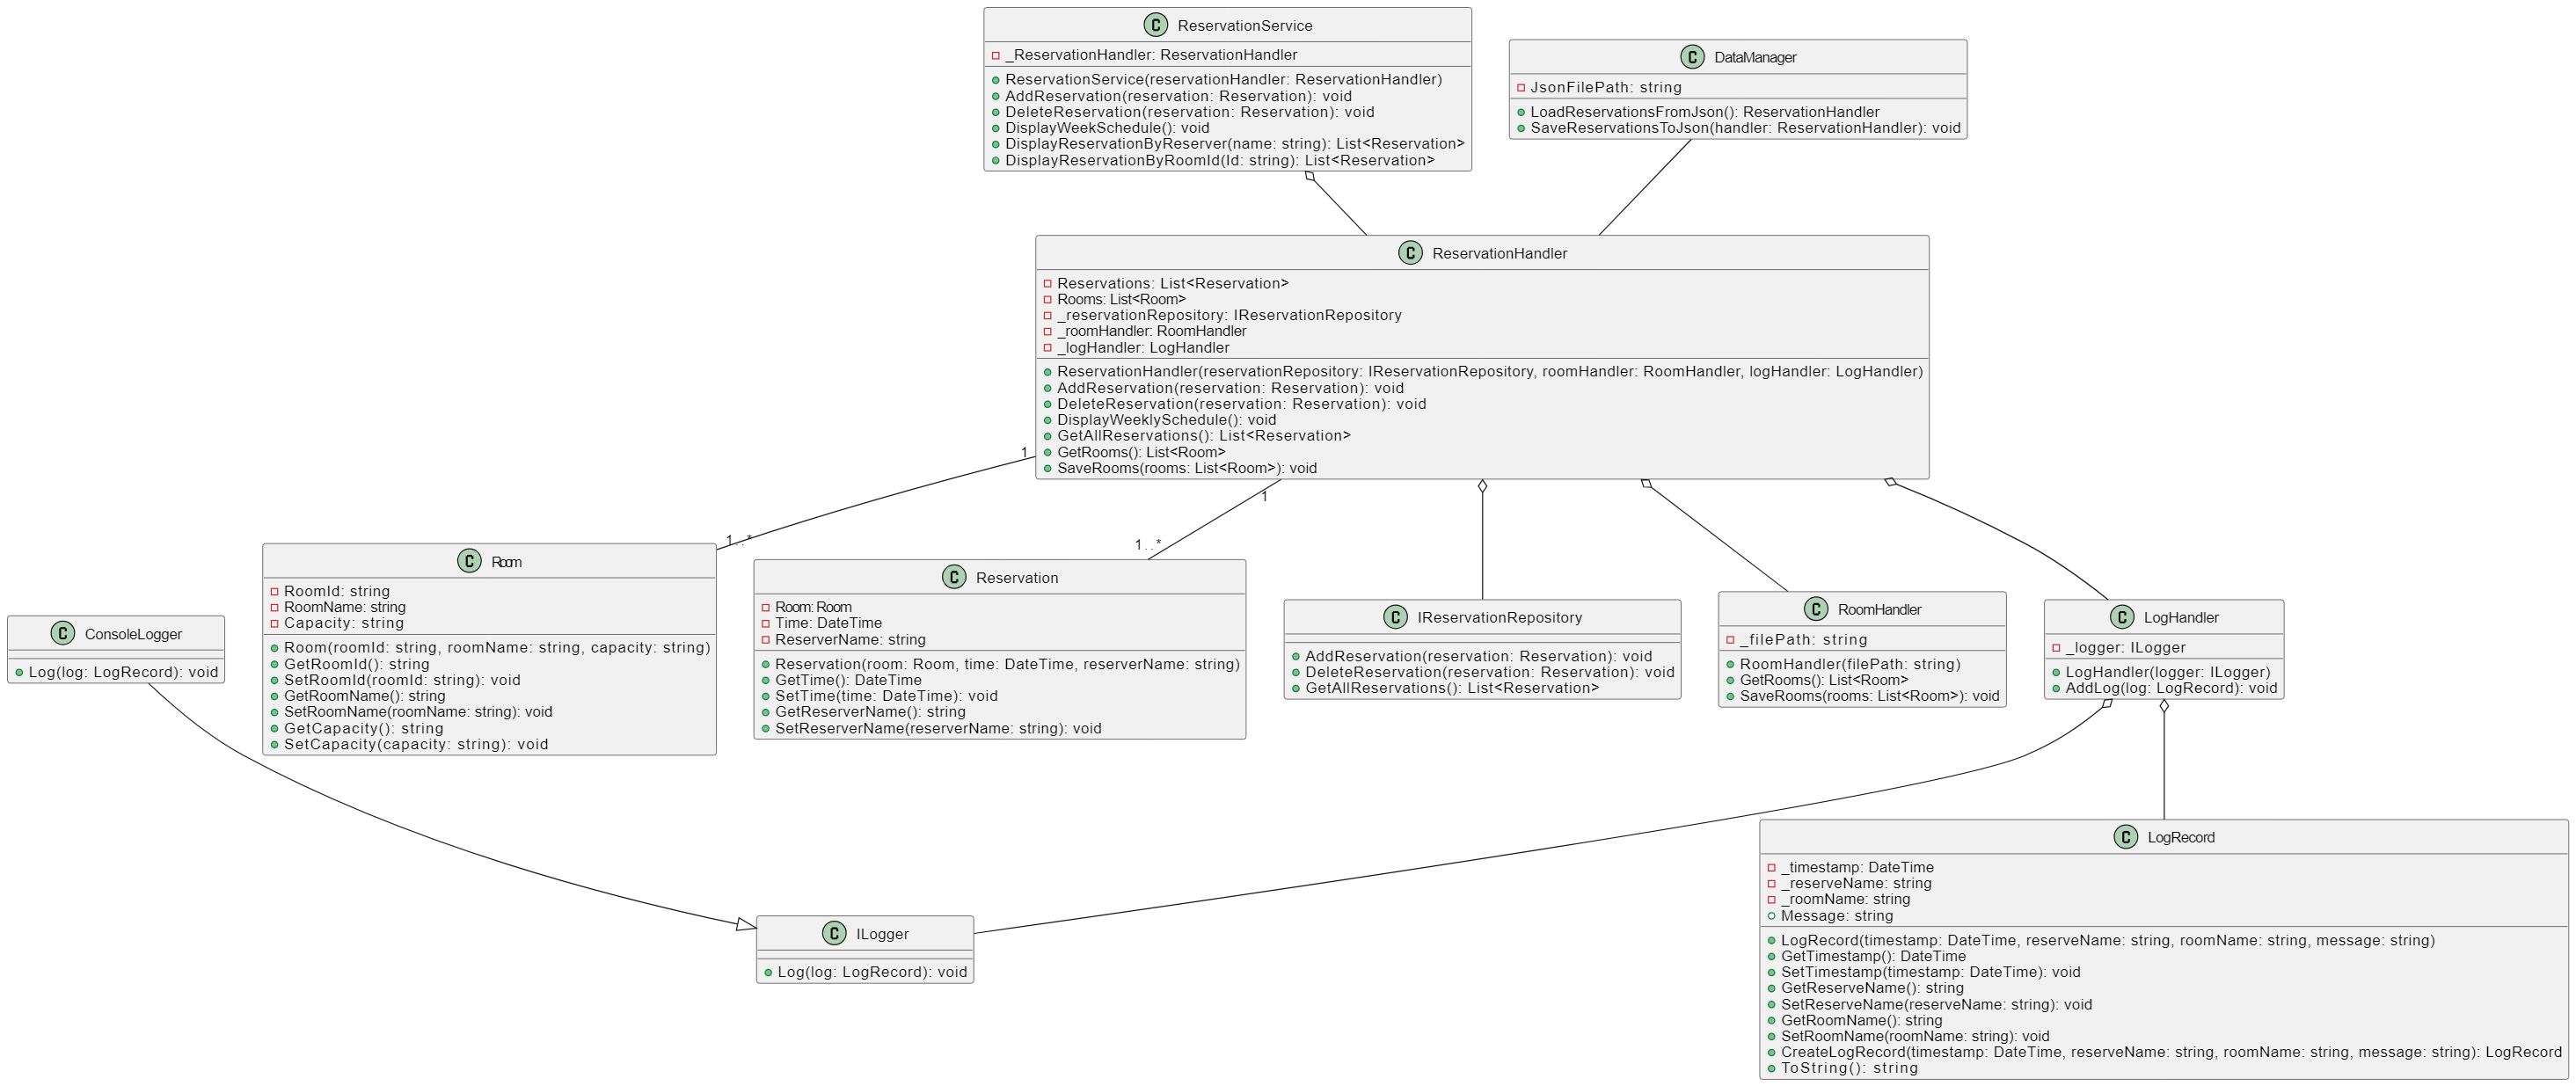 C ReservationService
_ReservationHandler: ReservationHandler
ReservationService(reservationHandler: ReservationHandler)
AddReservation(reservation: Reservation): void
DeleteReservation(reservation: Reservation): void
DisplayWeekSchedule(): void
DisplayReservationByReserver(name: string): List<Reservation>
DisplayReservationByRoomId(Id: string): List<Reservation>
C DataManager
JsonFilePath: string
LoadReservationsFromJson(): ReservationHandler
SaveReservationsToJson(handler: ReservationHandler): void
C ReservationHandler
Reservations: List<Reservation>
Rooms: List<Room>
_reservationRepository: IReservationRepository
_roomHandler: RoomHandler
_logHandler: LogHandler
ReservationHandler(reservationRepository: IReservationRepository, roomHandler: RoomHandler, logHandler: LogHandler)
AddReservation(reservation: Reservation): void
DeleteReservation(reservation: Reservation): void
DisplayWeeklySchedule(): void
GetAllReservations(): List<Reservation>
GetRooms(): List<Room>
SaveRooms(rooms: List<Room>): void
1
1..*
1
1..*
C ConsoleLogger
Log(log: LogRecord): void
C Room
RoomId: string
RoomName: string
Capacity: string
Room(roomId: string, roomName: string, capacity: string)
GetRoomId(): string
SetRoomId(roomId: string): void
GetRoomName(): string
SetRoomName(roomName: string): void
GetCapacity(): string
SetCapacity(capacity: string): void
C Reservation
Room: Room
Time: DateTime
ReserverName: string
Reservation(room: Room, time: DateTime, reserverName: string)
GetTime(): DateTime
SetTime(time: DateTime): void
GetReserverName(): string
SetReserverName(reserverName: string): void
C IReservationRepository
AddReservation(reservation: Reservation): void
DeleteReservation(reservation: Reservation): void
GetAllReservations(): List<Reservation>
C RoomHandler
_filePath: string
RoomHandler(filePath: string)
GetRooms(): List<Room>
SaveRooms(rooms: List<Room>): void
C LogHandler
_logger: ILogger
LogHandler(logger: ILogger)
AddLog(log: LogRecord): void
C ILogger
Log(log: LogRecord): void
C LogRecord
_timestamp: DateTime
_reserveName: string
_roomName: string
Message: string
LogRecord(timestamp: DateTime, reserveName: string, roomName: string, message: string)
GetTimestamp(): DateTime
SetTimestamp(timestamp: DateTime): void
GetReserveName(): string
SetReserveName(reserveName: string): void
GetRoomName(): string
SetRoomName(roomName: string): void
CreateLogRecord(timestamp: DateTime, reserveName: string, roomName: string, message: string): LogRecord
ToString(): string